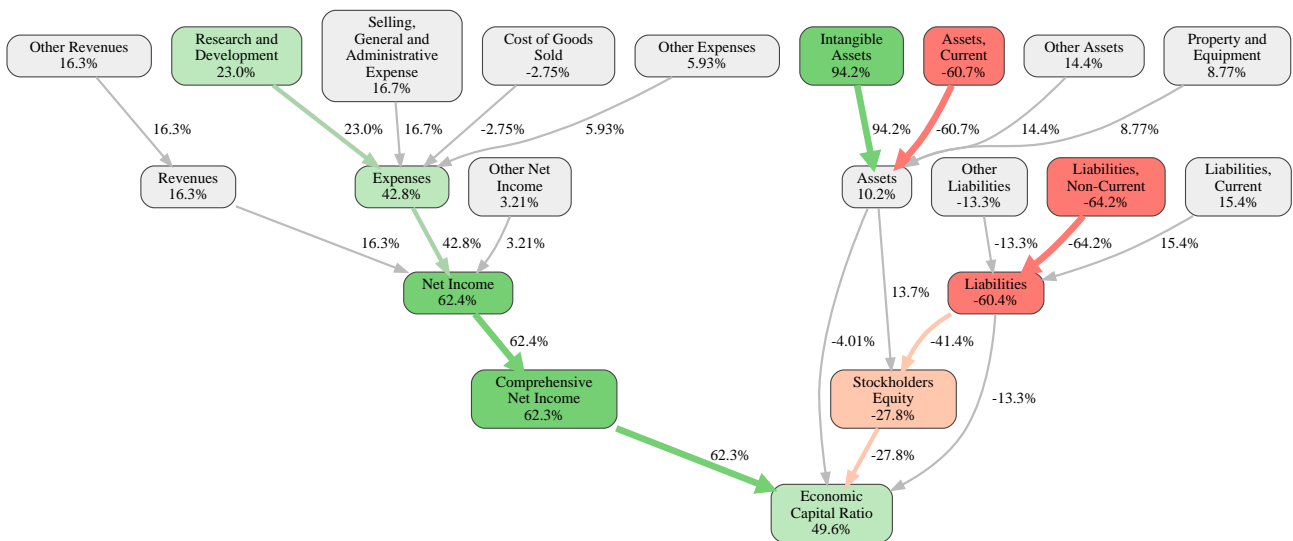 Other Revenues
16.3%
Research and
Development
23.0%
Selling,
General and
Administrative
Expense
16.7%
Cost of Goods
Sold
-2.75%
Other Expenses
5.93%
Intangible
Assets
94.2%
Assets,
Current
-60.7%
Other Assets
14.4%
Property and
Equipment
8.77%
16.3%
23.0%
16.7%
-2.75%
5.93%
94.2%
-60.7%
14.4%
8.77%
Revenues
16.3%
Expenses
42.8%
Other Net
Income
3.21%
Assets
10.2%
Other
Liabilities
-13.3%
Liabilities,
Non-Current
-64.2%
Liabilities,
Current
15.4%
16.3%
42.8%
3.21%
-13.3%
-64.2%
15.4%
Net Income
62.4%
13.7%
Liabilities
-60.4%
62.4%
-4.01%
-41.4%
Comprehensive
Net Income
62.3%
Stockholders
Equity
-27.8%
-13.3%
62.3%
-27.8%
Economic
Capital Ratio
49.6%